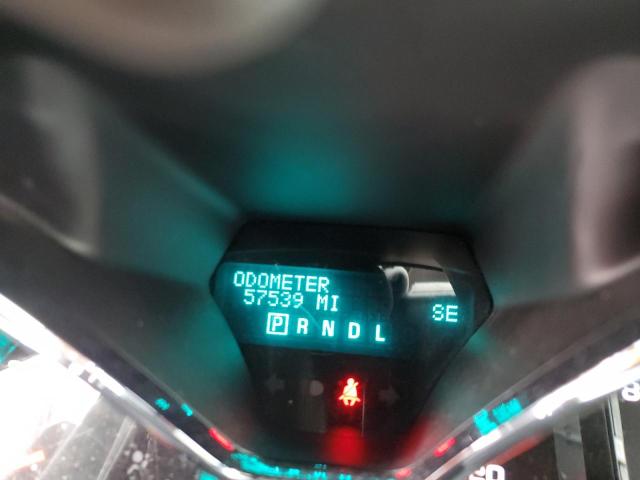 ODOMETER
57539 MI
SE
P R N D L